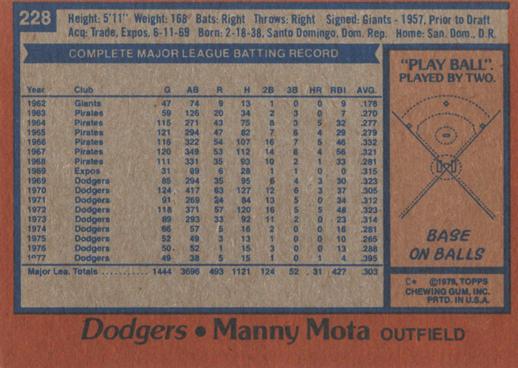 228
Height: 5'11" Weight: 168 Bats: Right Throws: Right Signed: Giants - 1957, Prior to Draft
Acq: Trade, Expos, 6-11-69 Born: 2-18-38, Santo Domingo, Dom. Rep. Home: San. Dom., D.R.
COMPLETE MAJOR LEAGUE BATTING RECORD
Year Club G AB R H 2B 3B HR RBI AVG.
1962 Giants 47 74 9 13 1 0 0 9 .176
1963 Pirates 59 126 20 34 2 3 0 7 .270
1964 Pirates 115 271 43 75 8 3 5 32 .277
1965 Pirates 121 294 47 82 7 6 4 29 .279
1966 Pirates 116 322 54 107 16 7 5 46 .332
1967 Pirates 120 349 53 112 14 8 4 56 .321
1968 Pirates 111 331 35 93 10 2 1 33 .281
1969 Expos 31 89 6 28 1 1 0 0 .315
1969 Dodgers 85 294 35 95 6 4 3 30 .323
1970 Dodgers 124 417 63 127 12 6 3 37 .305
1971 Dodgers 91 269 24 84 13 5 0 34 .312
1972 Dodgers 118 371 57 120 16 5 5 48 .323
1973 Dodgers 89 293 33 92 11 2 0 23 .314
1974 Dodgers 66 57 5 16 2 0 0 16 .281
1975 Dodgers 52 49 3 13 1 0 0 10 .265
1976 Dodgers 50 52 1 15 3 0 0 13 .288
1977 Dodgers 49 38 5 15 1 0 1 4 .395
Major Lea. Totals 1444 3696 493 1121 124 52 31 427 .303
"PLAY BALL".
PLAYED BY TWO.
BASE
ON BALLS
C* ©1978, TOPPS
CHEWING GUM, INC.
PRTD. IN U.S.A.
Dodgers • Manny Mota OUTFIELD